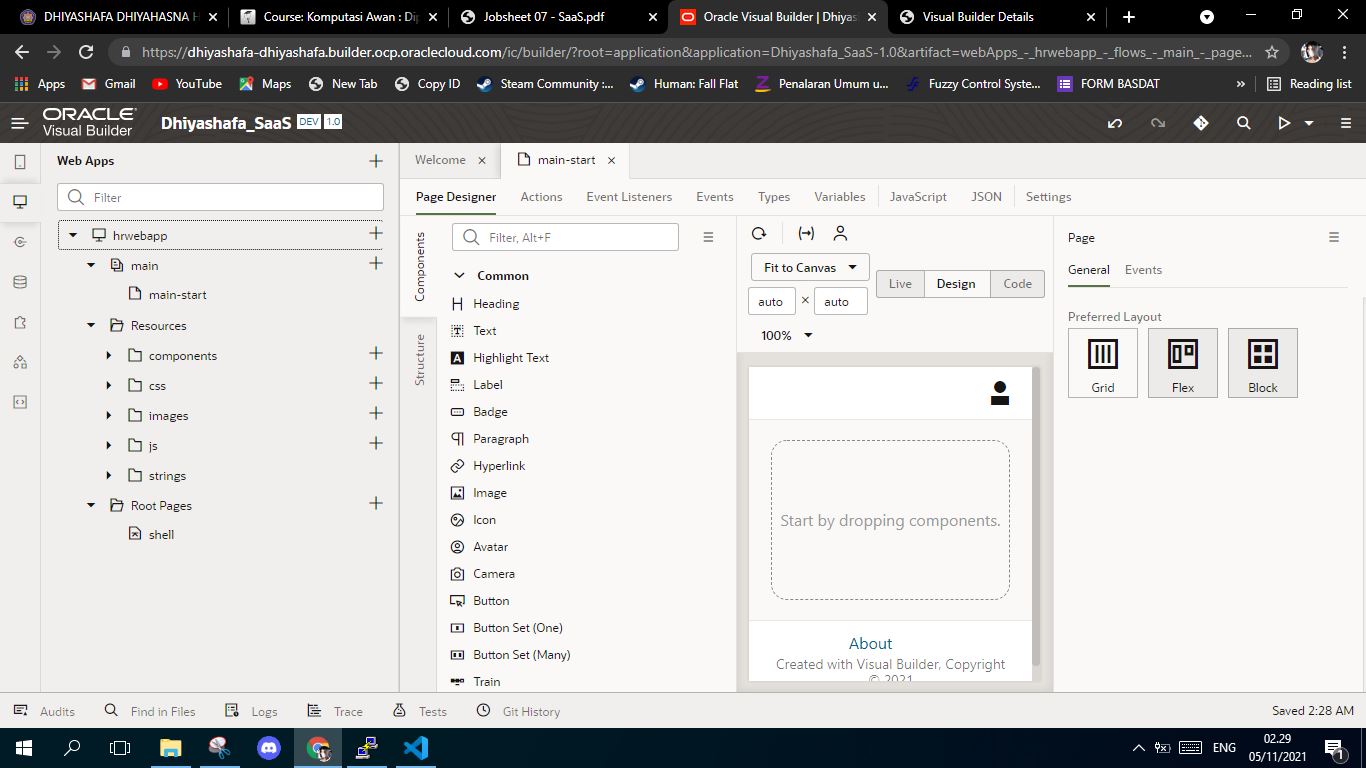 DHIYASHAFA DHIYAHASNA H
Course: Komputasi Awan : Dip
Jobsheet 07 - SaaS.pdf
Oracle Visual Builder | Dhiyash
Visual Builder Details
https://dhiyashafa-dhiyashafa.builder.ocp.oraclecloud.com/ic/builder/?root=application&application=Dhiyashafa_SaaS-1.0&artifact=webApps_-_hrwebapp_-_flows_-_main_-_page...
Apps
Gmail
YouTube
Maps
New Tab
Copy ID
Steam Community :...
Human: Fall Flat
Penalaran Umum u...
Fuzzy Control Syste...
FORM BASDAT
»
Reading list
ORACLE
Visual Builder
Dhiyashafa_SaaS DEV 1.0
Web Apps
Filter
hrwebapp
main
main-start
Resources
components
css
images
js
strings
Root Pages
shell
Welcome
main-start
Page Designer
Actions
Event Listeners
Events
Types
Variables
JavaScript
JSON
Settings
Components
Structure
Filter, Alt+F
Common
Heading
Text
Highlight Text
Label
Badge
Paragraph
Hyperlink
Image
Icon
Avatar
Camera
Button
Button Set (One)
Button Set (Many)
Train
Fit to Canvas
auto × auto
Live
Design
Code
100%
Start by dropping components.
About
Created with Visual Builder, Copyright
© 2021
Page
General
Events
Preferred Layout
Grid
Flex
Block
Audits
Find in Files
Logs
Trace
Tests
Git History
Saved 2:28 AM
ENG
02.29
05/11/2021
1